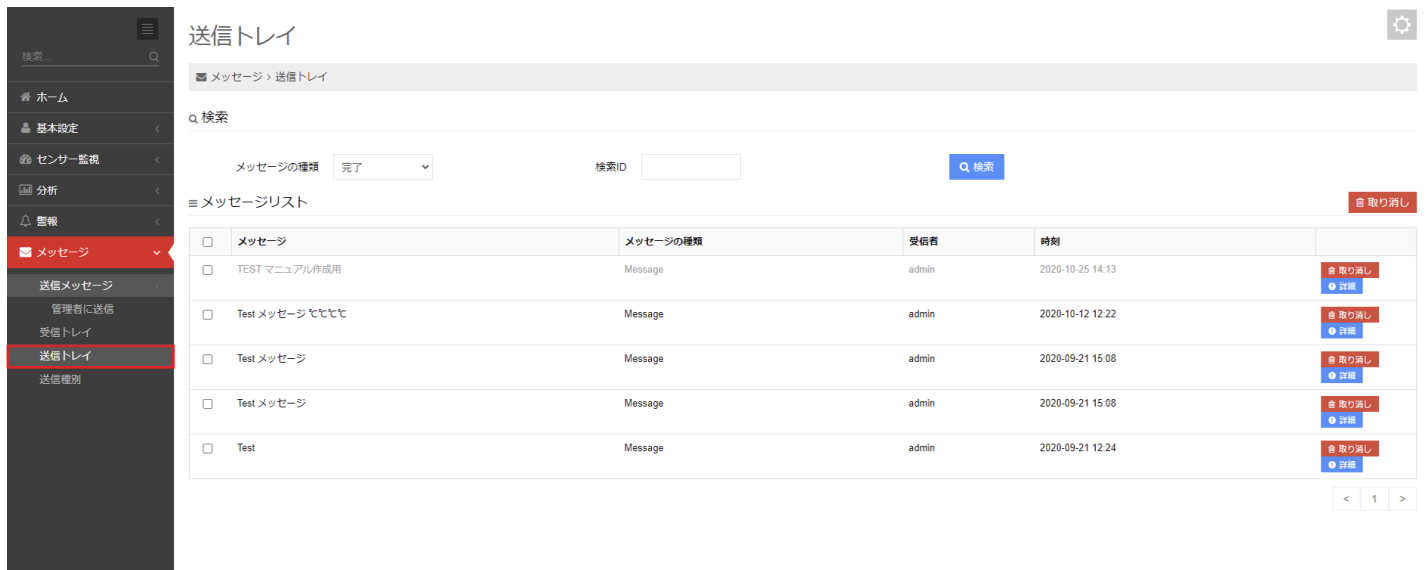 検索...
ホーム
基本設定
センサー監視
分析
警報
メッセージ
送信メッセージ
管理者に送信
受信トレイ
送信トレイ
送信種別
送信トレイ
メッセージ › 送信トレイ
検索
メッセージの種類 完了 検索ID 検索
メッセージリスト 取り消し
メッセージ メッセージの種類 受信者 時刻
TEST マニュアル作成用 Message admin 2020-10-25 14:13 取り消し
詳細
Test メッセージ てててて Message admin 2020-10-12 12:22 取り消し
詳細
Test メッセージ Message admin 2020-09-21 15:08 取り消し
詳細
Test メッセージ Message admin 2020-09-21 15:08 取り消し
詳細
Test Message admin 2020-09-21 12:24 取り消し
詳細
< 1 >